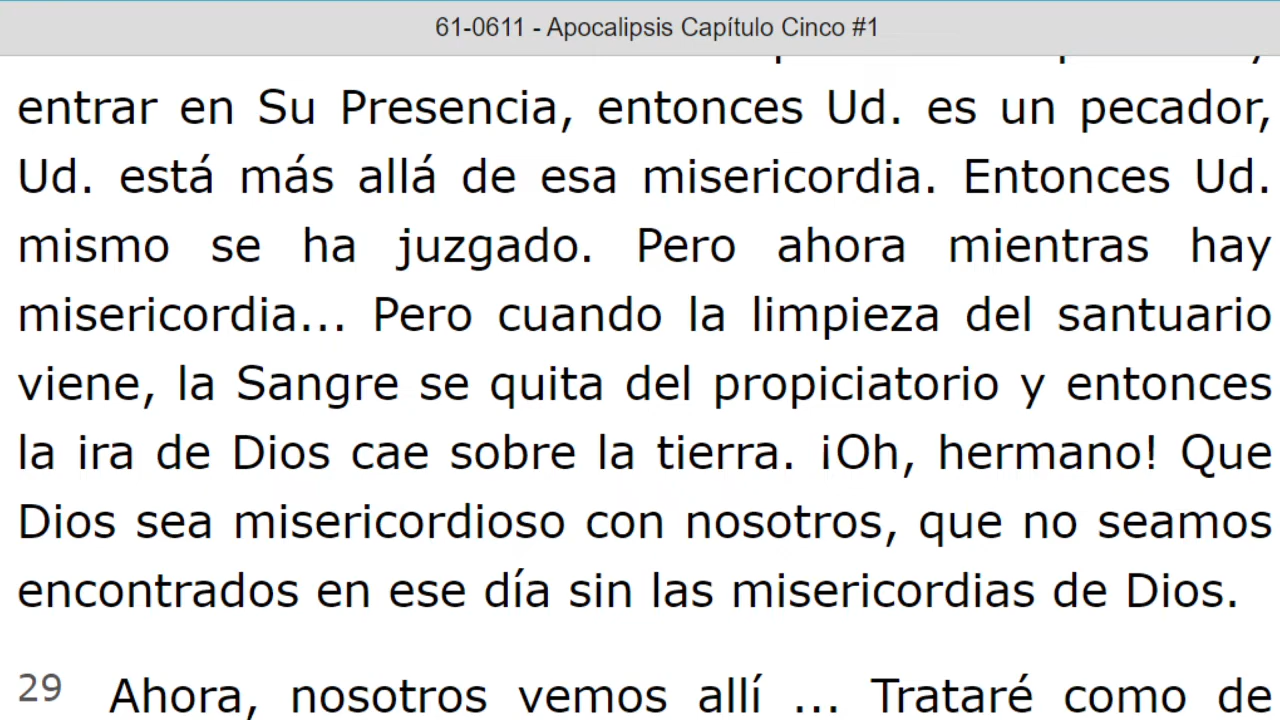 61-0611 - Apocalipsis Capítulo Cinco #1
entrar en Su Presencia, entonces Ud. es un pecador,
Ud. está más allá de esa misericordia. Entonces Ud.
mismo se ha juzgado. Pero ahora mientras hay
misericordia... Pero cuando la limpieza del santuario
viene, la Sangre se quita del propiciatorio y entonces
la ira de Dios cae sobre la tierra. ¡Oh, hermano! Que
Dios sea misericordioso con nosotros, que no seamos
encontrados en ese día sin las misericordias de Dios.
29 Ahora, nosotros vemos allí ... Trataré como de